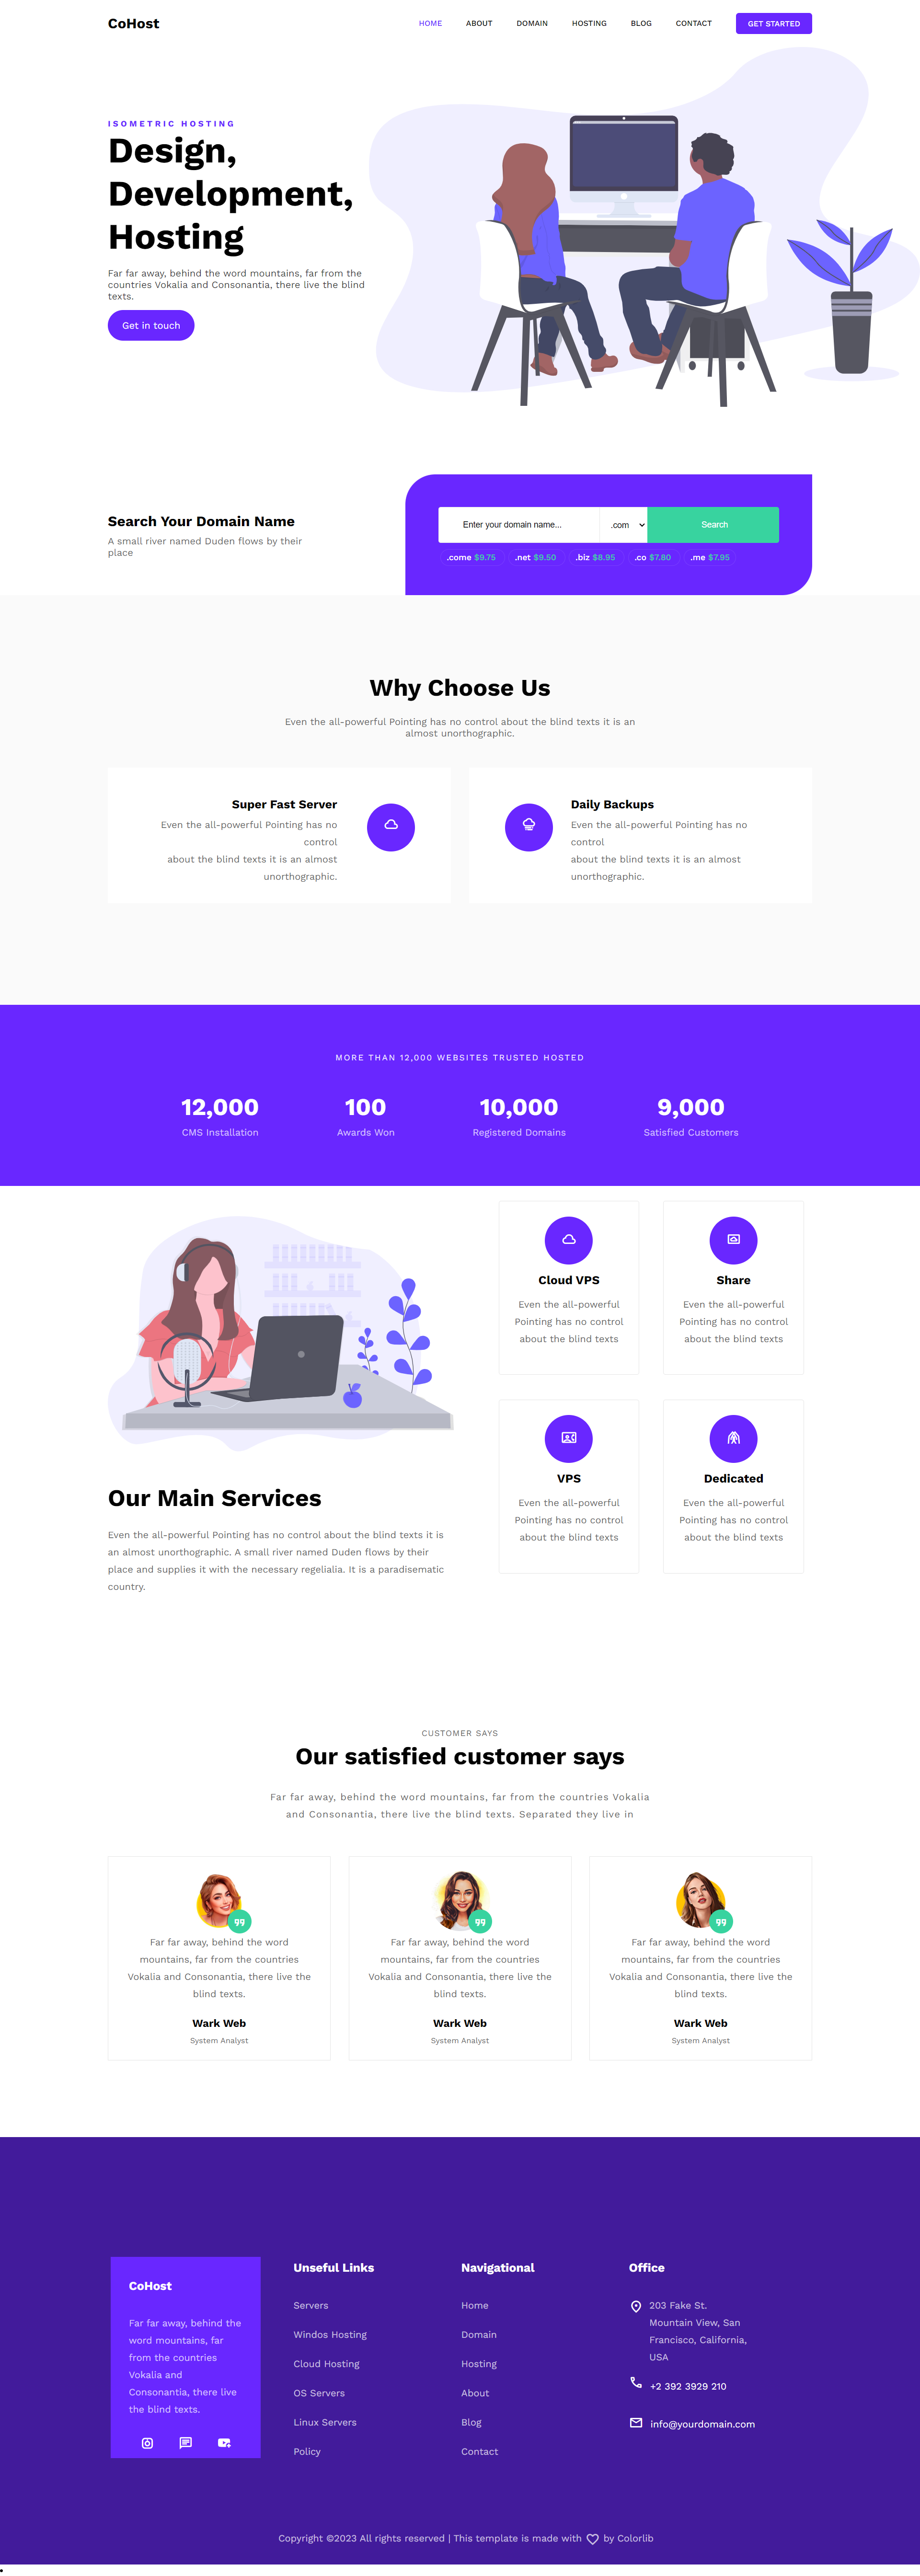 CoHost
HOME ABOUT DOMAIN HOSTING BLOG CONTACT GET STARTED
ISOMETRIC HOSTING
Design,
Development,
Hosting
Far far away, behind the word mountains, far from the
countries Vokalia and Consonantia, there live the blind
texts.
Get in touch
Search Your Domain Name
A small river named Duden flows by their
place
Enter your domain name... .com Search
.come $9.75 .net $9.50 .biz $8.95 .co $7.80 .me $7.95
Why Choose Us
Even the all-powerful Pointing has no control about the blind texts it is an
almost unorthographic.
Super Fast Server
Even the all-powerful Pointing has no
control
about the blind texts it is an almost
unorthographic.
Daily Backups
Even the all-powerful Pointing has no
control
about the blind texts it is an almost
unorthographic.
MORE THAN 12,000 WEBSITES TRUSTED HOSTED
12,000
CMS Installation
100
Awards Won
10,000
Registered Domains
9,000
Satisfied Customers
Our Main Services
Even the all-powerful Pointing has no control about the blind texts it is
an almost unorthographic. A small river named Duden flows by their
place and supplies it with the necessary regelialia. It is a paradisematic
country.
Cloud VPS
Even the all-powerful
Pointing has no control
about the blind texts
Share
Even the all-powerful
Pointing has no control
about the blind texts
VPS
Even the all-powerful
Pointing has no control
about the blind texts
Dedicated
Even the all-powerful
Pointing has no control
about the blind texts
CUSTOMER SAYS
Our satisfied customer says
Far far away, behind the word mountains, far from the countries Vokalia
and Consonantia, there live the blind texts. Separated they live in
Far far away, behind the word
mountains, far from the countries
Vokalia and Consonantia, there live the
blind texts.
Wark Web
System Analyst
Far far away, behind the word
mountains, far from the countries
Vokalia and Consonantia, there live the
blind texts.
Wark Web
System Analyst
Far far away, behind the word
mountains, far from the countries
Vokalia and Consonantia, there live the
blind texts.
Wark Web
System Analyst
CoHost
Far far away, behind the
word mountains, far
from the countries
Vokalia and
Consonantia, there live
the blind texts.
Unseful Links
Servers
Windos Hosting
Cloud Hosting
OS Servers
Linux Servers
Policy
Navigational
Home
Domain
Hosting
About
Blog
Contact
Office
203 Fake St.
Mountain View, San
Francisco, California,
USA
+2 392 3929 210
info@yourdomain.com
Copyright ©2023 All rights reserved | This template is made with by Colorlib